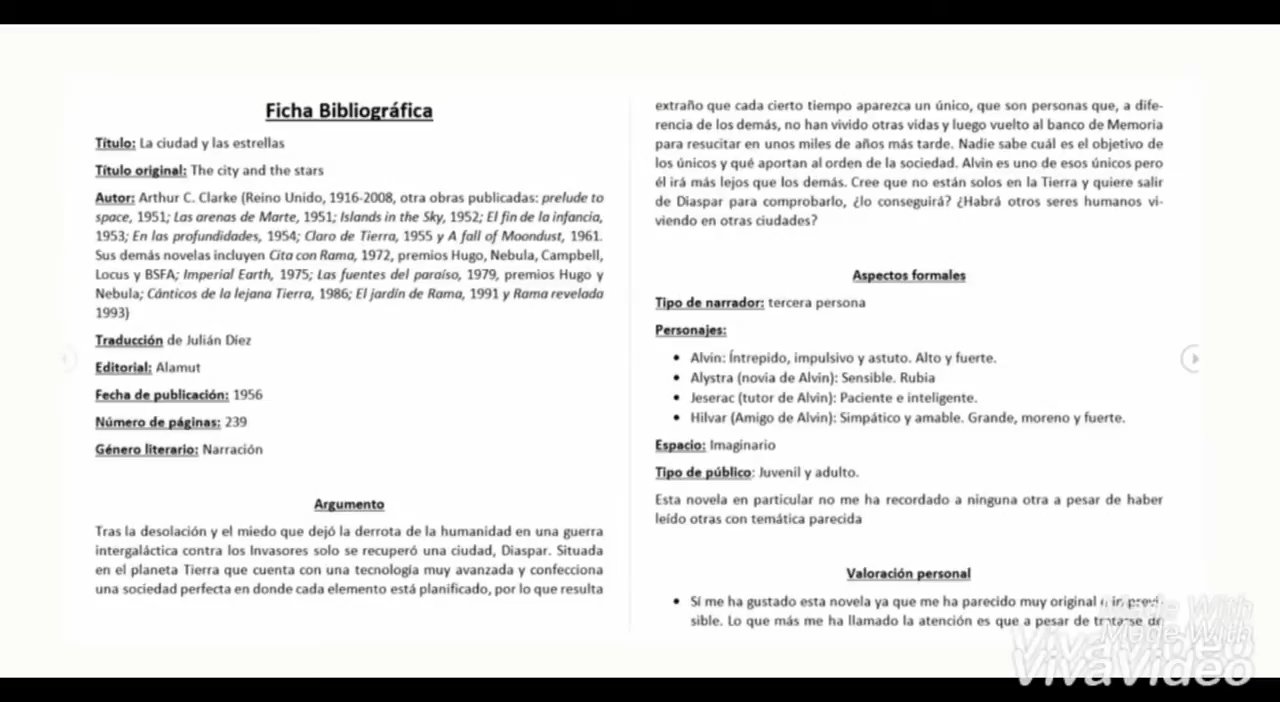 Ficha Bibliográfica
Título: La ciudad y las estrellas
Título original: The city and the stars
Autor: Arthur C. Clarke (Reino Unido, 1916-2008, otra obras publicadas: prelude to
space, 1951; Las arenas de Marte, 1951; Islands in the Sky, 1952; El fin de la infancia,
1953; En las profundidades, 1954; Claro de Tierra, 1955 y A fall of Moondust, 1961.
Sus demás novelas incluyen Cita con Rama, 1972, premios Hugo, Nebula, Campbell,
Locus y BSFA; Imperial Earth, 1975; Las fuentes del paraíso, 1979, premios Hugo y
Nebula; Cánticos de la lejana Tierra, 1986; El jardín de Rama, 1991 y Rama revelada
1993)
Traducción de Julián Díez
Editorial: Alamut
Fecha de publicación: 1956
Número de páginas: 239
Género literario: Narración
Argumento
Tras la desolación y el miedo que dejó la derrota de la humanidad en una guerra
intergaláctica contra los Invasores solo se recuperó una ciudad, Diaspar. Situada
en el planeta Tierra que cuenta con una tecnología muy avanzada y confecciona
una sociedad perfecta en donde cada elemento está planificado, por lo que resulta
extraño que cada cierto tiempo aparezca un único, que son personas que, a dife-
rencia de los demás, no han vivido otras vidas y luego vuelto al banco de Memoria
para resucitar en unos miles de años más tarde. Nadie sabe cuál es el objetivo de
los únicos y qué aportan al orden de la sociedad. Alvin es uno de esos únicos pero
él irá más lejos que los demás. Cree que no están solos en la Tierra y quiere salir
de Diaspar para comprobarlo, ¿lo conseguirá? ¿Habrá otros seres humanos vi-
viendo en otras ciudades?
Aspectos formales
Tipo de narrador: tercera persona
Personajes:
• Alvin: Íntrepido, impulsivo y astuto. Alto y fuerte.
• Alystra (novia de Alvin): Sensible. Rubia
• Jeserac (tutor de Alvin): Paciente e inteligente.
• Hilvar (Amigo de Alvin): Simpático y amable. Grande, moreno y fuerte.
Espacio: Imaginario
Tipo de público: Juvenil y adulto.
Esta novela en particular no me ha recordado a ninguna otra a pesar de haber
leído otras con temática parecida
Valoración personal
• Sí me ha gustado esta novela ya que me ha parecido muy original e imprevi-
sible. Lo que más me ha llamado la atención es que a pesar de tratarse de
Made With
Made With
VivaVideo
VivaVideo